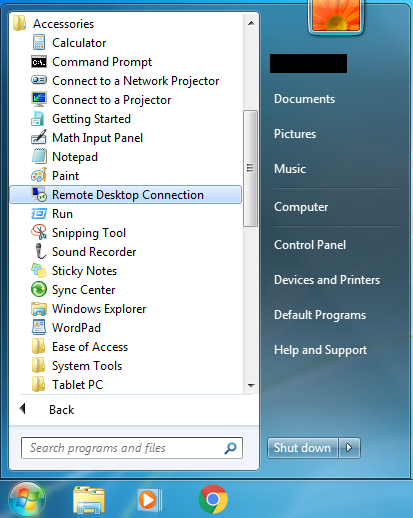 Accessories
Calculator
Command Prompt
Connect to a Network Projector
Connect to a Projector
Getting Started
Math Input Panel
Notepad
Paint
Remote Desktop Connection
Run
Snipping Tool
Sound Recorder
Sticky Notes
Sync Center
Windows Explorer
WordPad
Ease of Access
System Tools
Tablet PC
Back
Search programs and files
Documents
Pictures
Music
Computer
Control Panel
Devices and Printers
Default Programs
Help and Support
Shut down